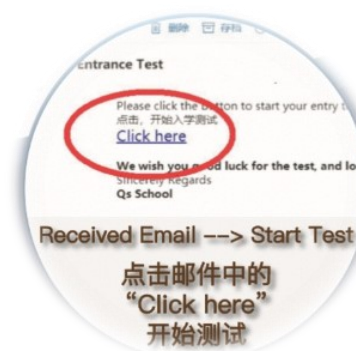 删除 存档
Entrance Test
Please click the button to start your entry t
点击，开始入学测试
Click here
We wish you good luck for the test, and lo
Sincerely Regards
Qs School
Received Email --> Start Test
点击邮件中的
“Click here”
开始测试